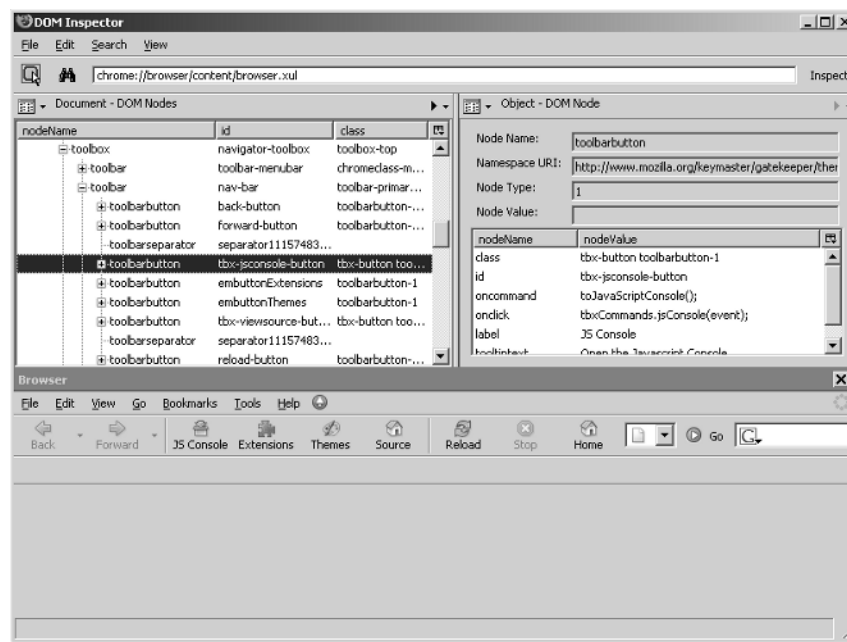 DOM Inspector
File Edit Search View
chrome://browser/content/browser.xul Inspect
Document - DOM Nodes
nodeName id class
toolbox navigator-toolbox toolbox-top
toolbar toolbar-menubar chromeclass-m...
toolbar nav-bar toolbar-primar...
toolbarbutton back-button toolbarbutton-...
toolbarbutton forward-button toolbarbutton-...
toolbarseparator separator11157483...
toolbarbutton tbx-jsconsole-button tbx-button too...
toolbarbutton embuttonExtensions toolbarbutton-1
toolbarbutton embuttonThemes toolbarbutton-1
toolbarbutton tbx-viewsource-but... tbx-button too...
toolbarseparator separator11157483...
toolbarbutton reload-button toolbarbutton-...
Object - DOM Node
Node Name: toolbarbutton
Namespace URI: http://www.mozilla.org/keymaster/gatekeeper/ther
Node Type: 1
Node Value:
nodeName nodeValue
class tbx-button toolbarbutton-1
id tbx-jsconsole-button
oncommand toJavaScriptConsole();
onclick tbxCommands.jsConsole(event);
label JS Console
tooltiptext Open the Javascript Console
Browser
File Edit View Go Bookmarks Tools Help
Back Forward JS Console Extensions Themes Source Reload Stop Home Go G